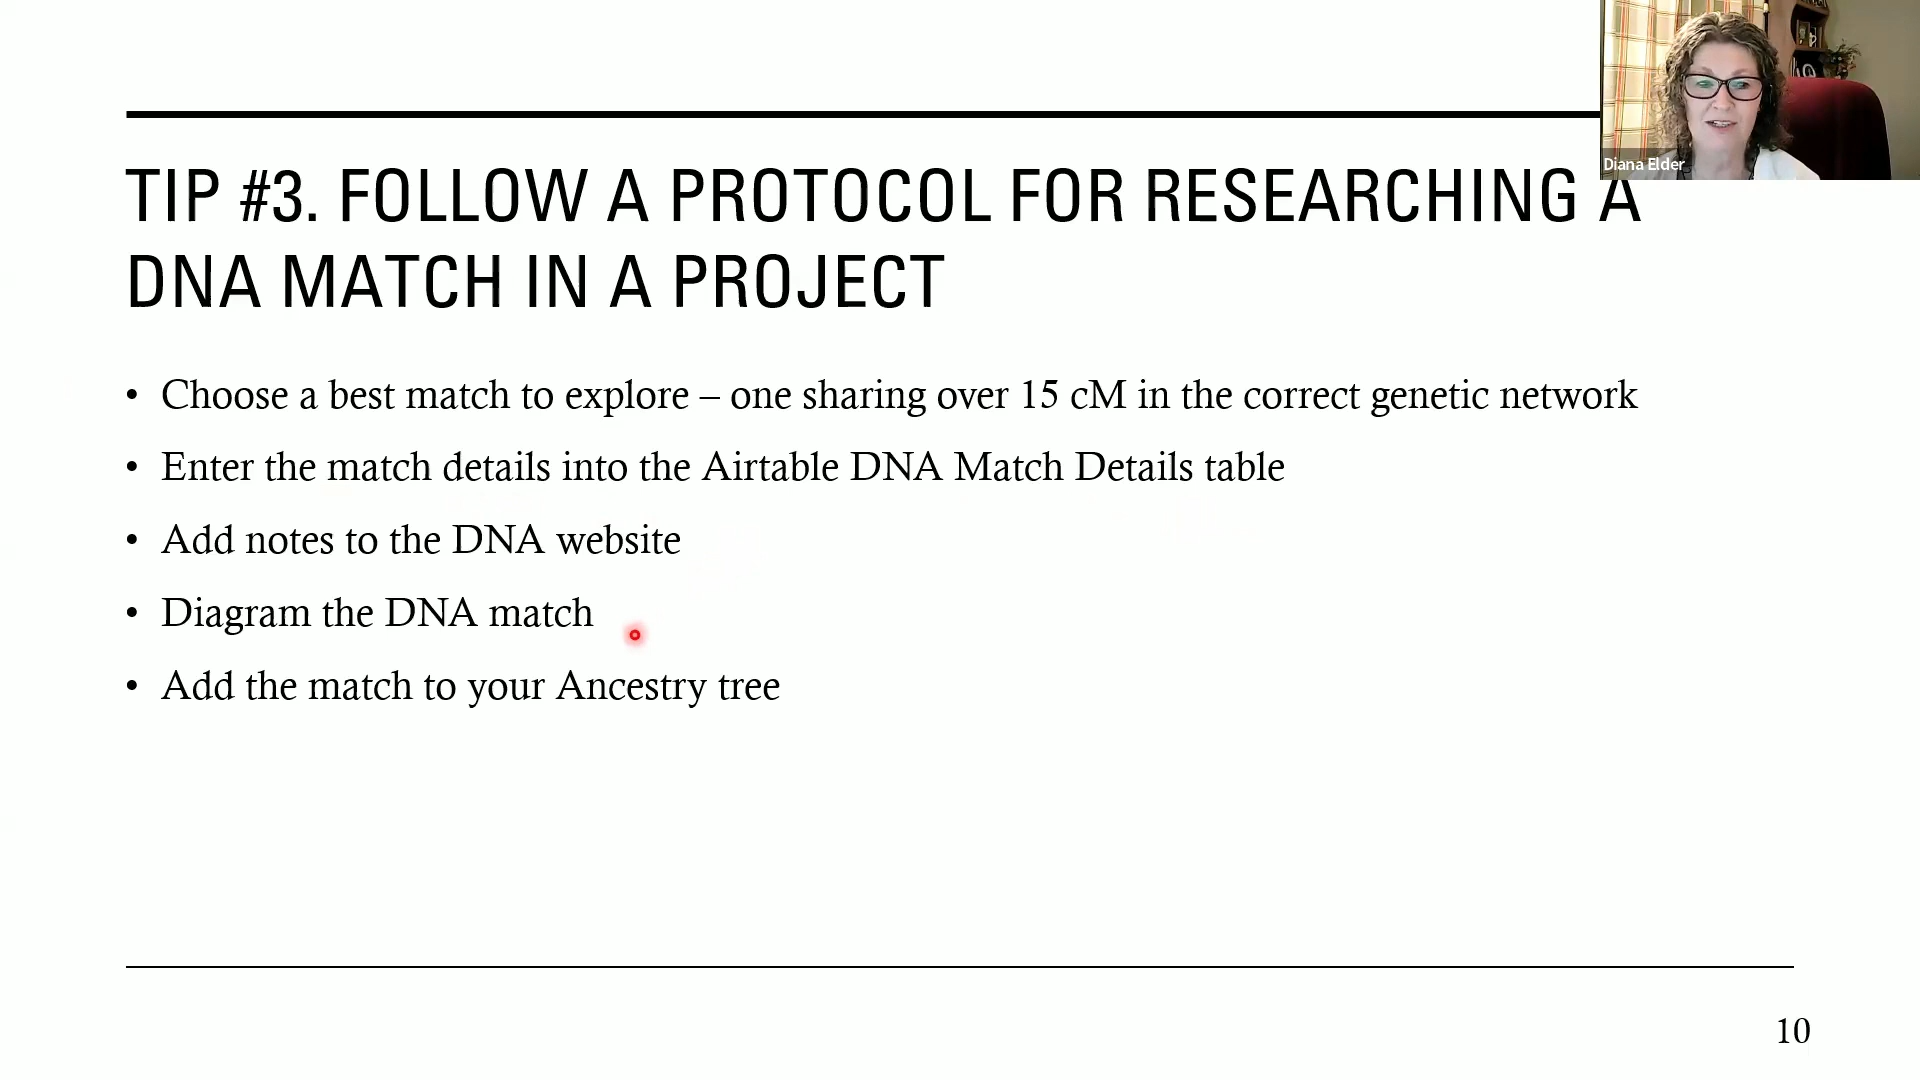 Diana Elder
TIP #3. FOLLOW A PROTOCOL FOR RESEARCHING A
DNA MATCH IN A PROJECT
• Choose a best match to explore – one sharing over 15 cM in the correct genetic network
• Enter the match details into the Airtable DNA Match Details table
• Add notes to the DNA website
• Diagram the DNA match
• Add the match to your Ancestry tree
10